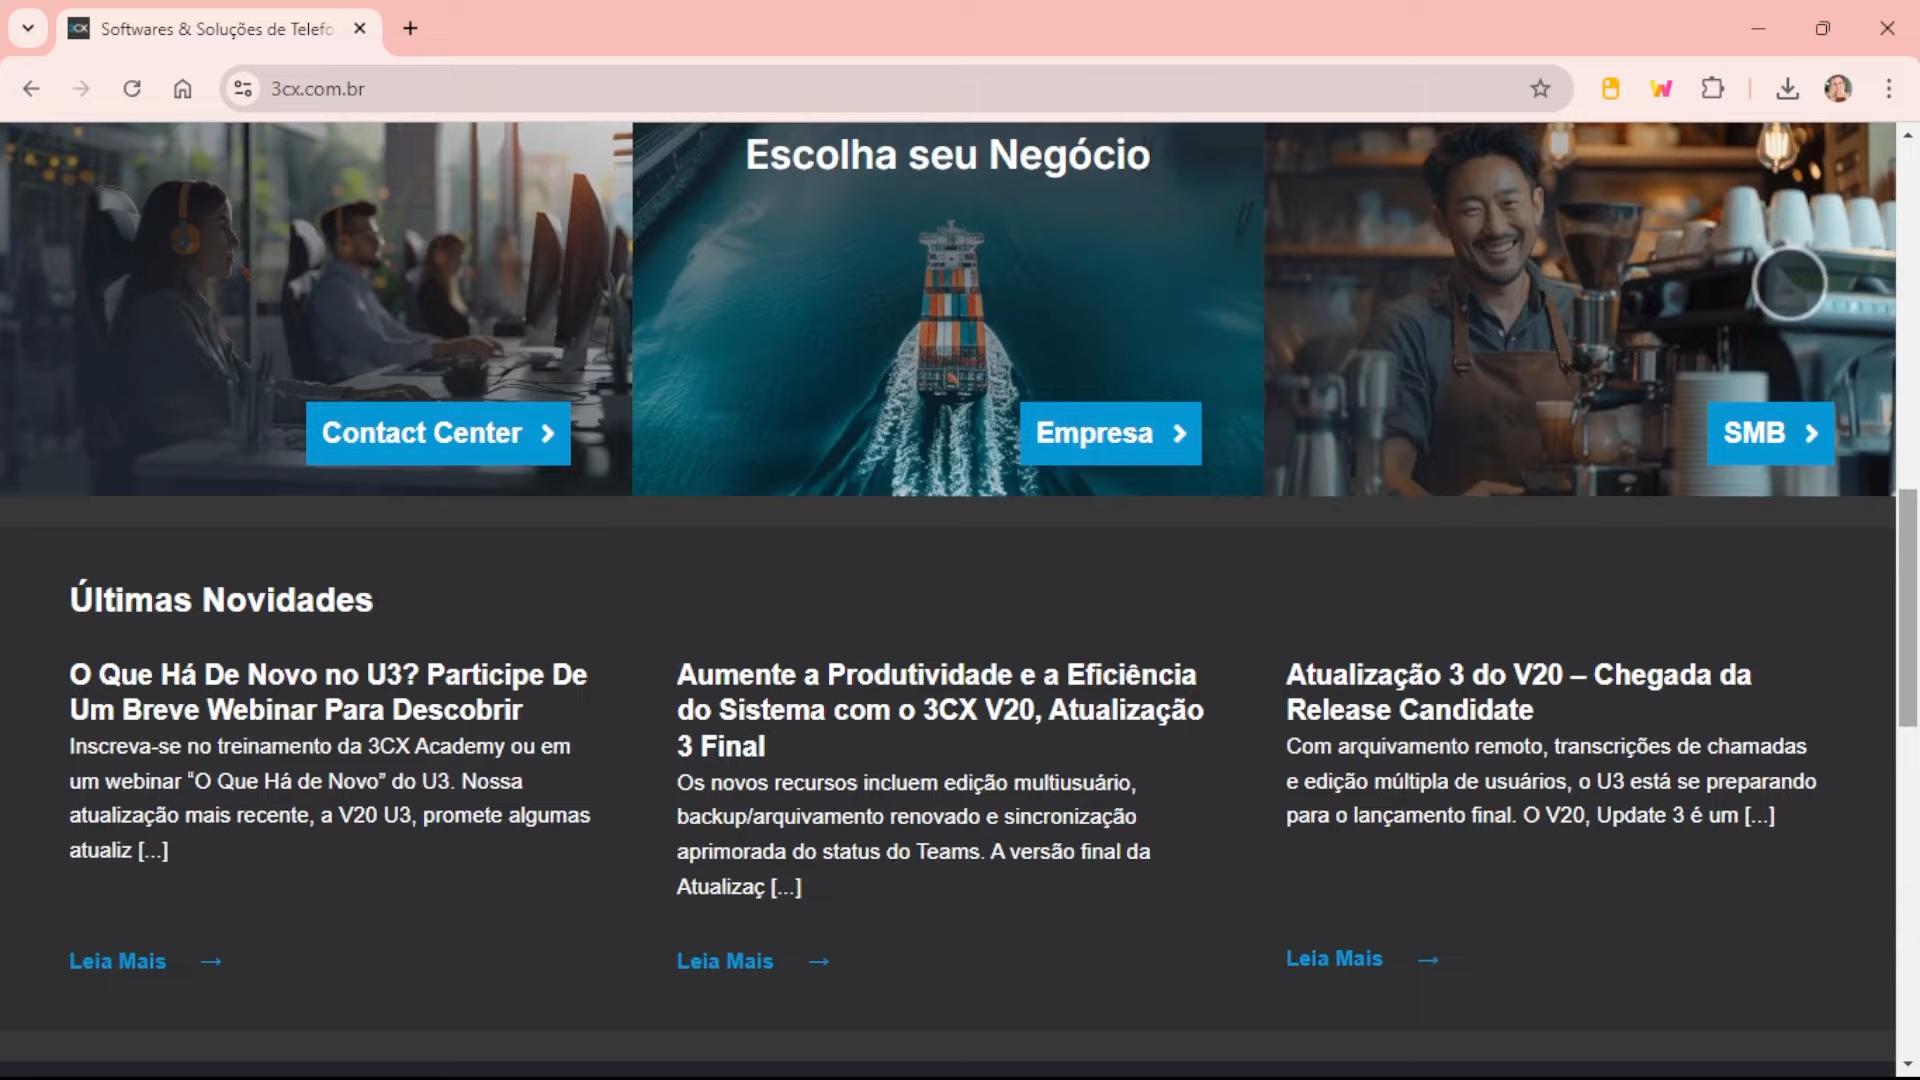 3CX Softwares & Soluções de Telefo
3cx.com.br
Escolha seu Negócio
Contact Center
Empresa
SMB
Últimas Novidades
O Que Há De Novo no U3? Participe De
Um Breve Webinar Para Descobrir
Inscreva-se no treinamento da 3CX Academy ou em
um webinar “O Que Há de Novo” do U3. Nossa
atualização mais recente, a V20 U3, promete algumas
atualiz [...]
Leia Mais →
Aumente a Produtividade e a Eficiência
do Sistema com o 3CX V20, Atualização
3 Final
Os novos recursos incluem edição multiusuário,
backup/arquivamento renovado e sincronização
aprimorada do status do Teams. A versão final da
Atualizaç [...]
Leia Mais →
Atualização 3 do V20 – Chegada da
Release Candidate
Com arquivamento remoto, transcrições de chamadas
e edição múltipla de usuários, o U3 está se preparando
para o lançamento final. O V20, Update 3 é um [...]
Leia Mais →